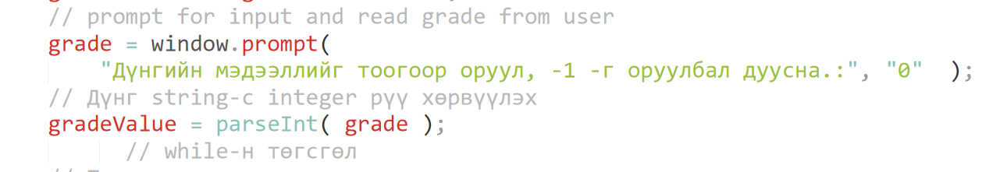 // prompt for input and read grade from user
grade = window.prompt(
"Дүнгийн мэдээллийг тоогоор оруул, -1 -г оруулбал дуусна.:", "0" );
// Дүнг string-с integer рүү хөрвүүлэх
gradeValue = parseInt( grade );
// while-н төгсгөл